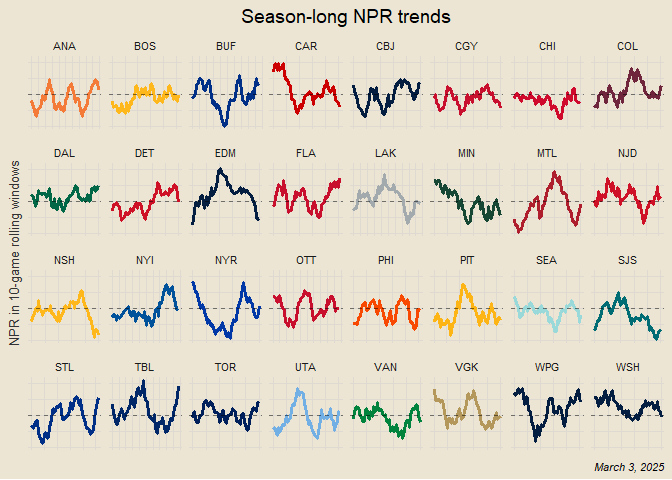 Season-long NPR trends
ANA BOS BUF CAR CBJ CGY CHI COL
DAL DET EDM FLA LAK MIN MTL NJD
NPR in 10-game rolling windows
NSH NYI NYR OTT PHI PIT SEA SJS
STL TBL TOR UTA VAN VGK WPG WSH
March 3, 2025